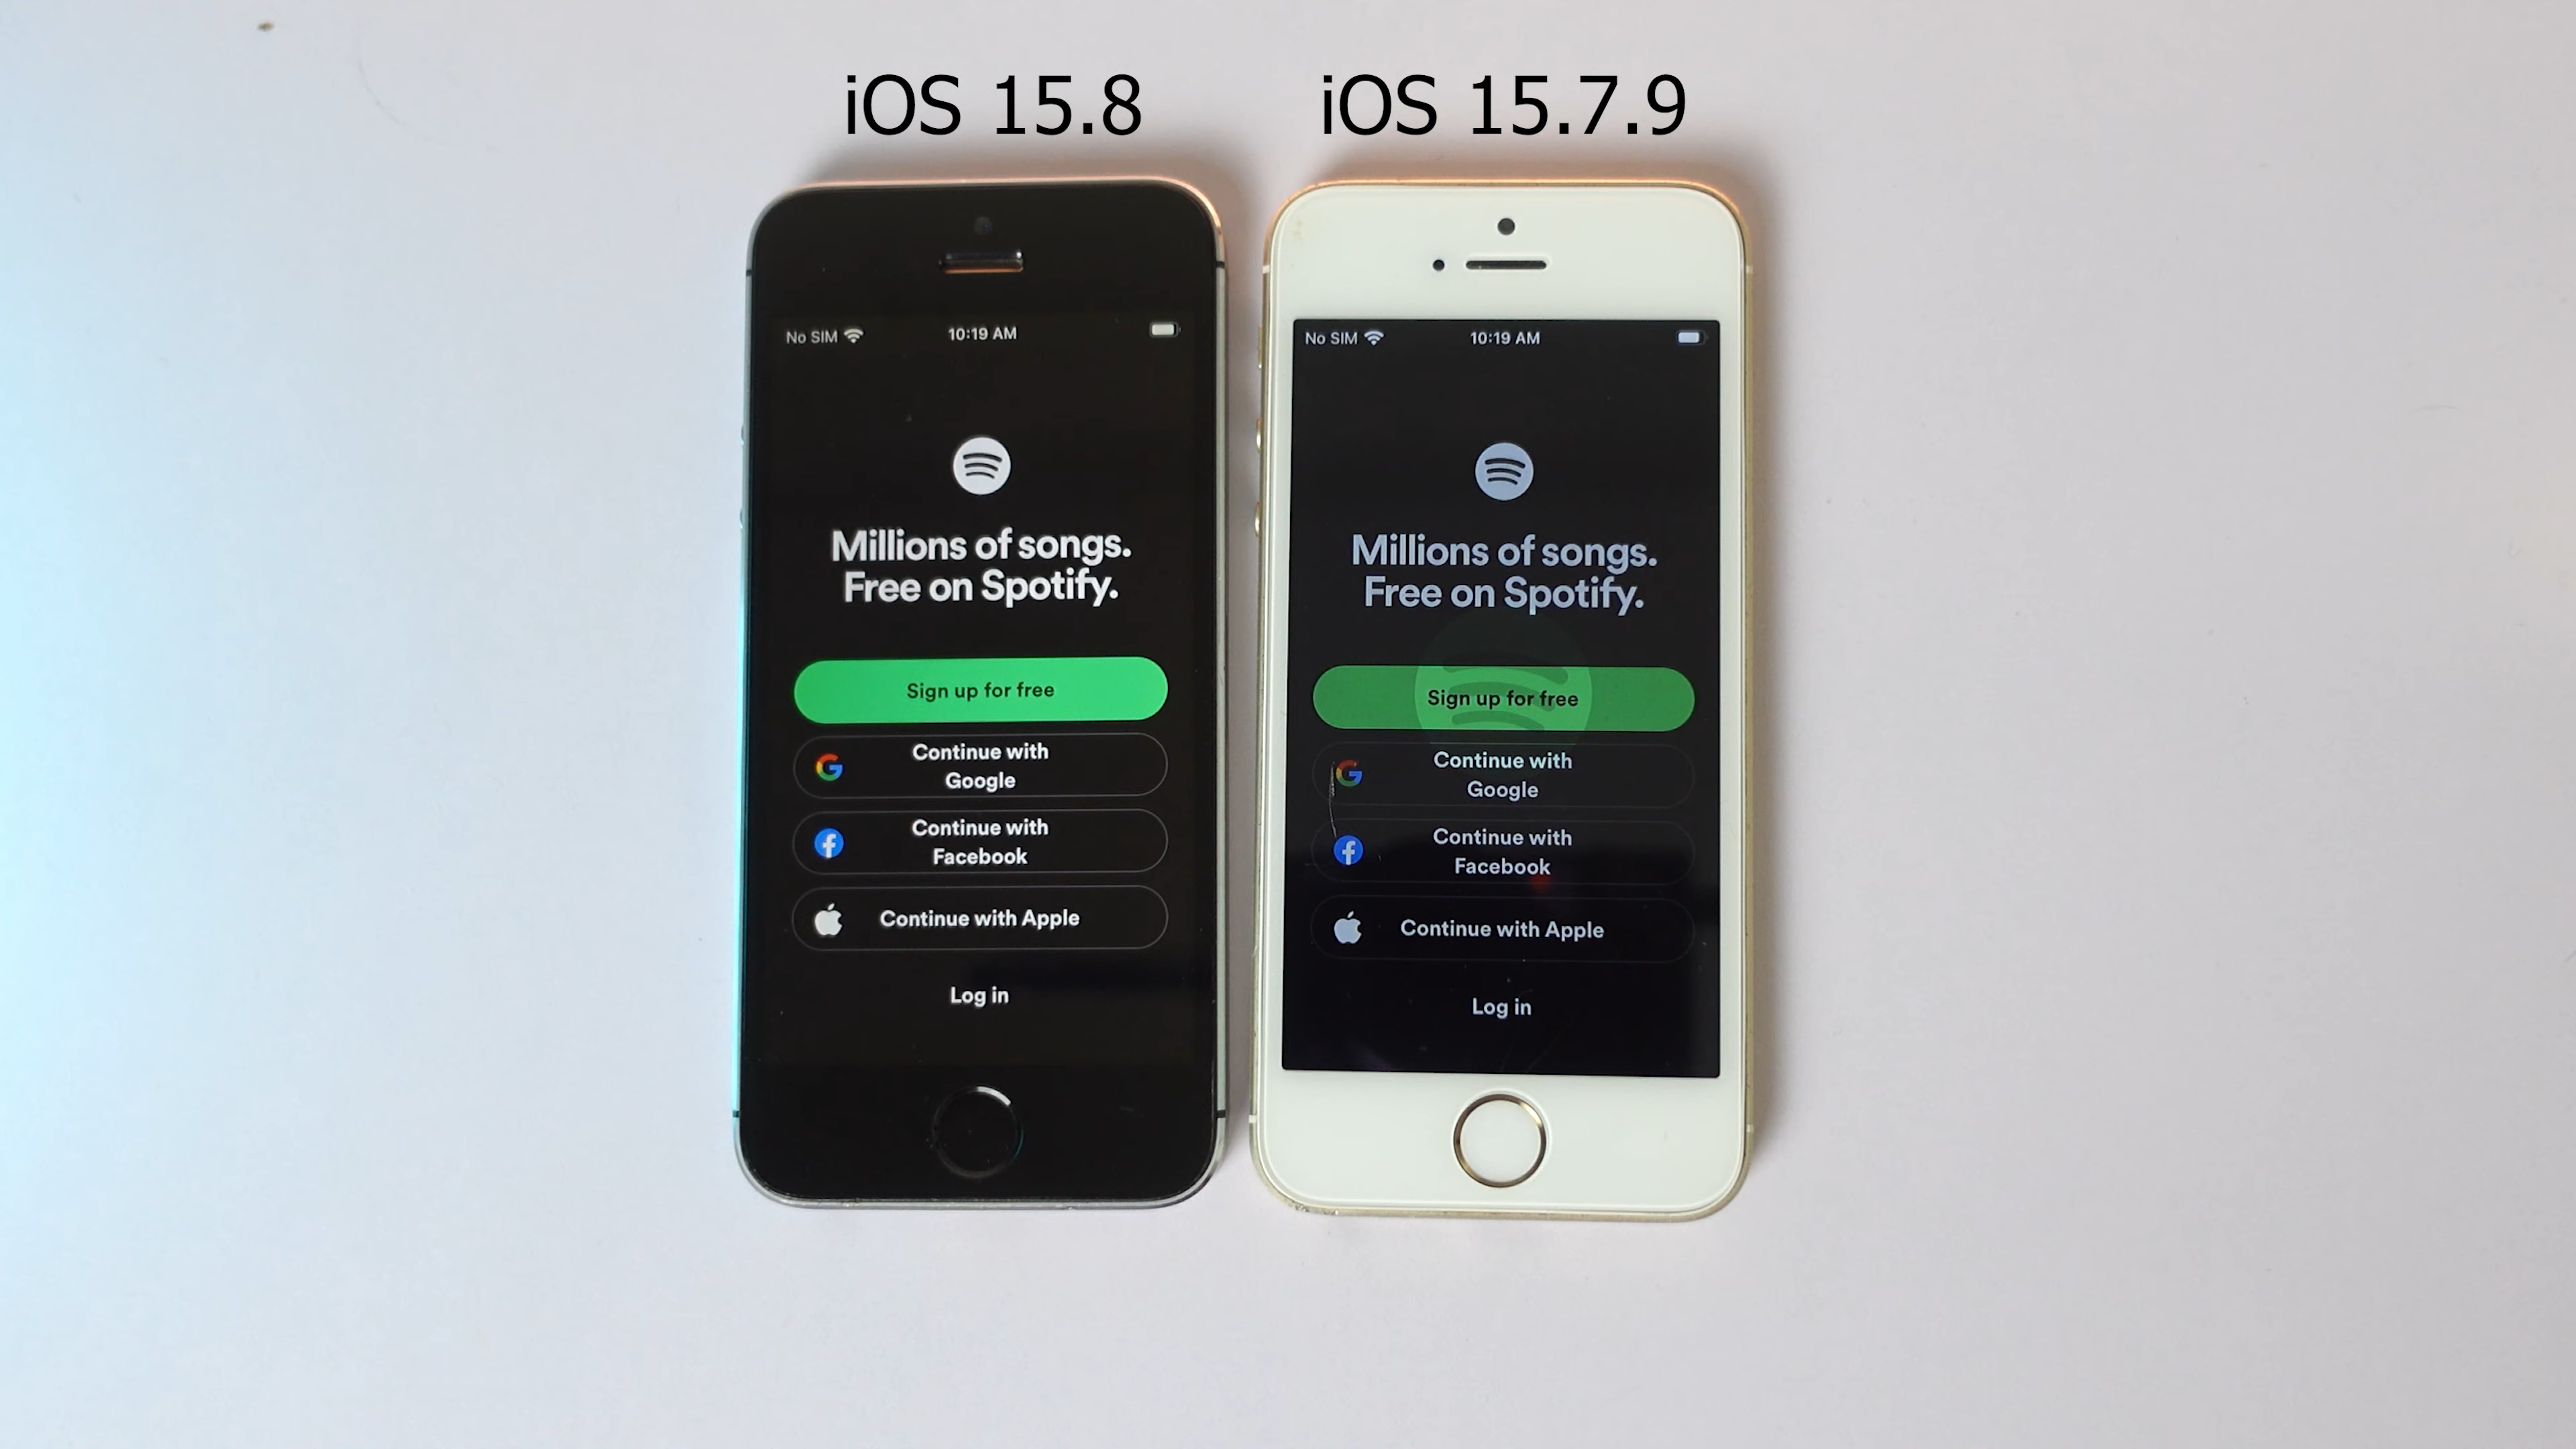 iOS 15.8
iOS 15.7.9
No SIM
10:19 AM
Millions of songs.
Free on Spotify.
Sign up for free
Continue with
Google
Continue with
Facebook
Continue with Apple
Log in
No SIM
10:19 AM
Millions of songs.
Free on Spotify.
Sign up for free
Continue with
Google
Continue with
Facebook
Continue with Apple
Log in